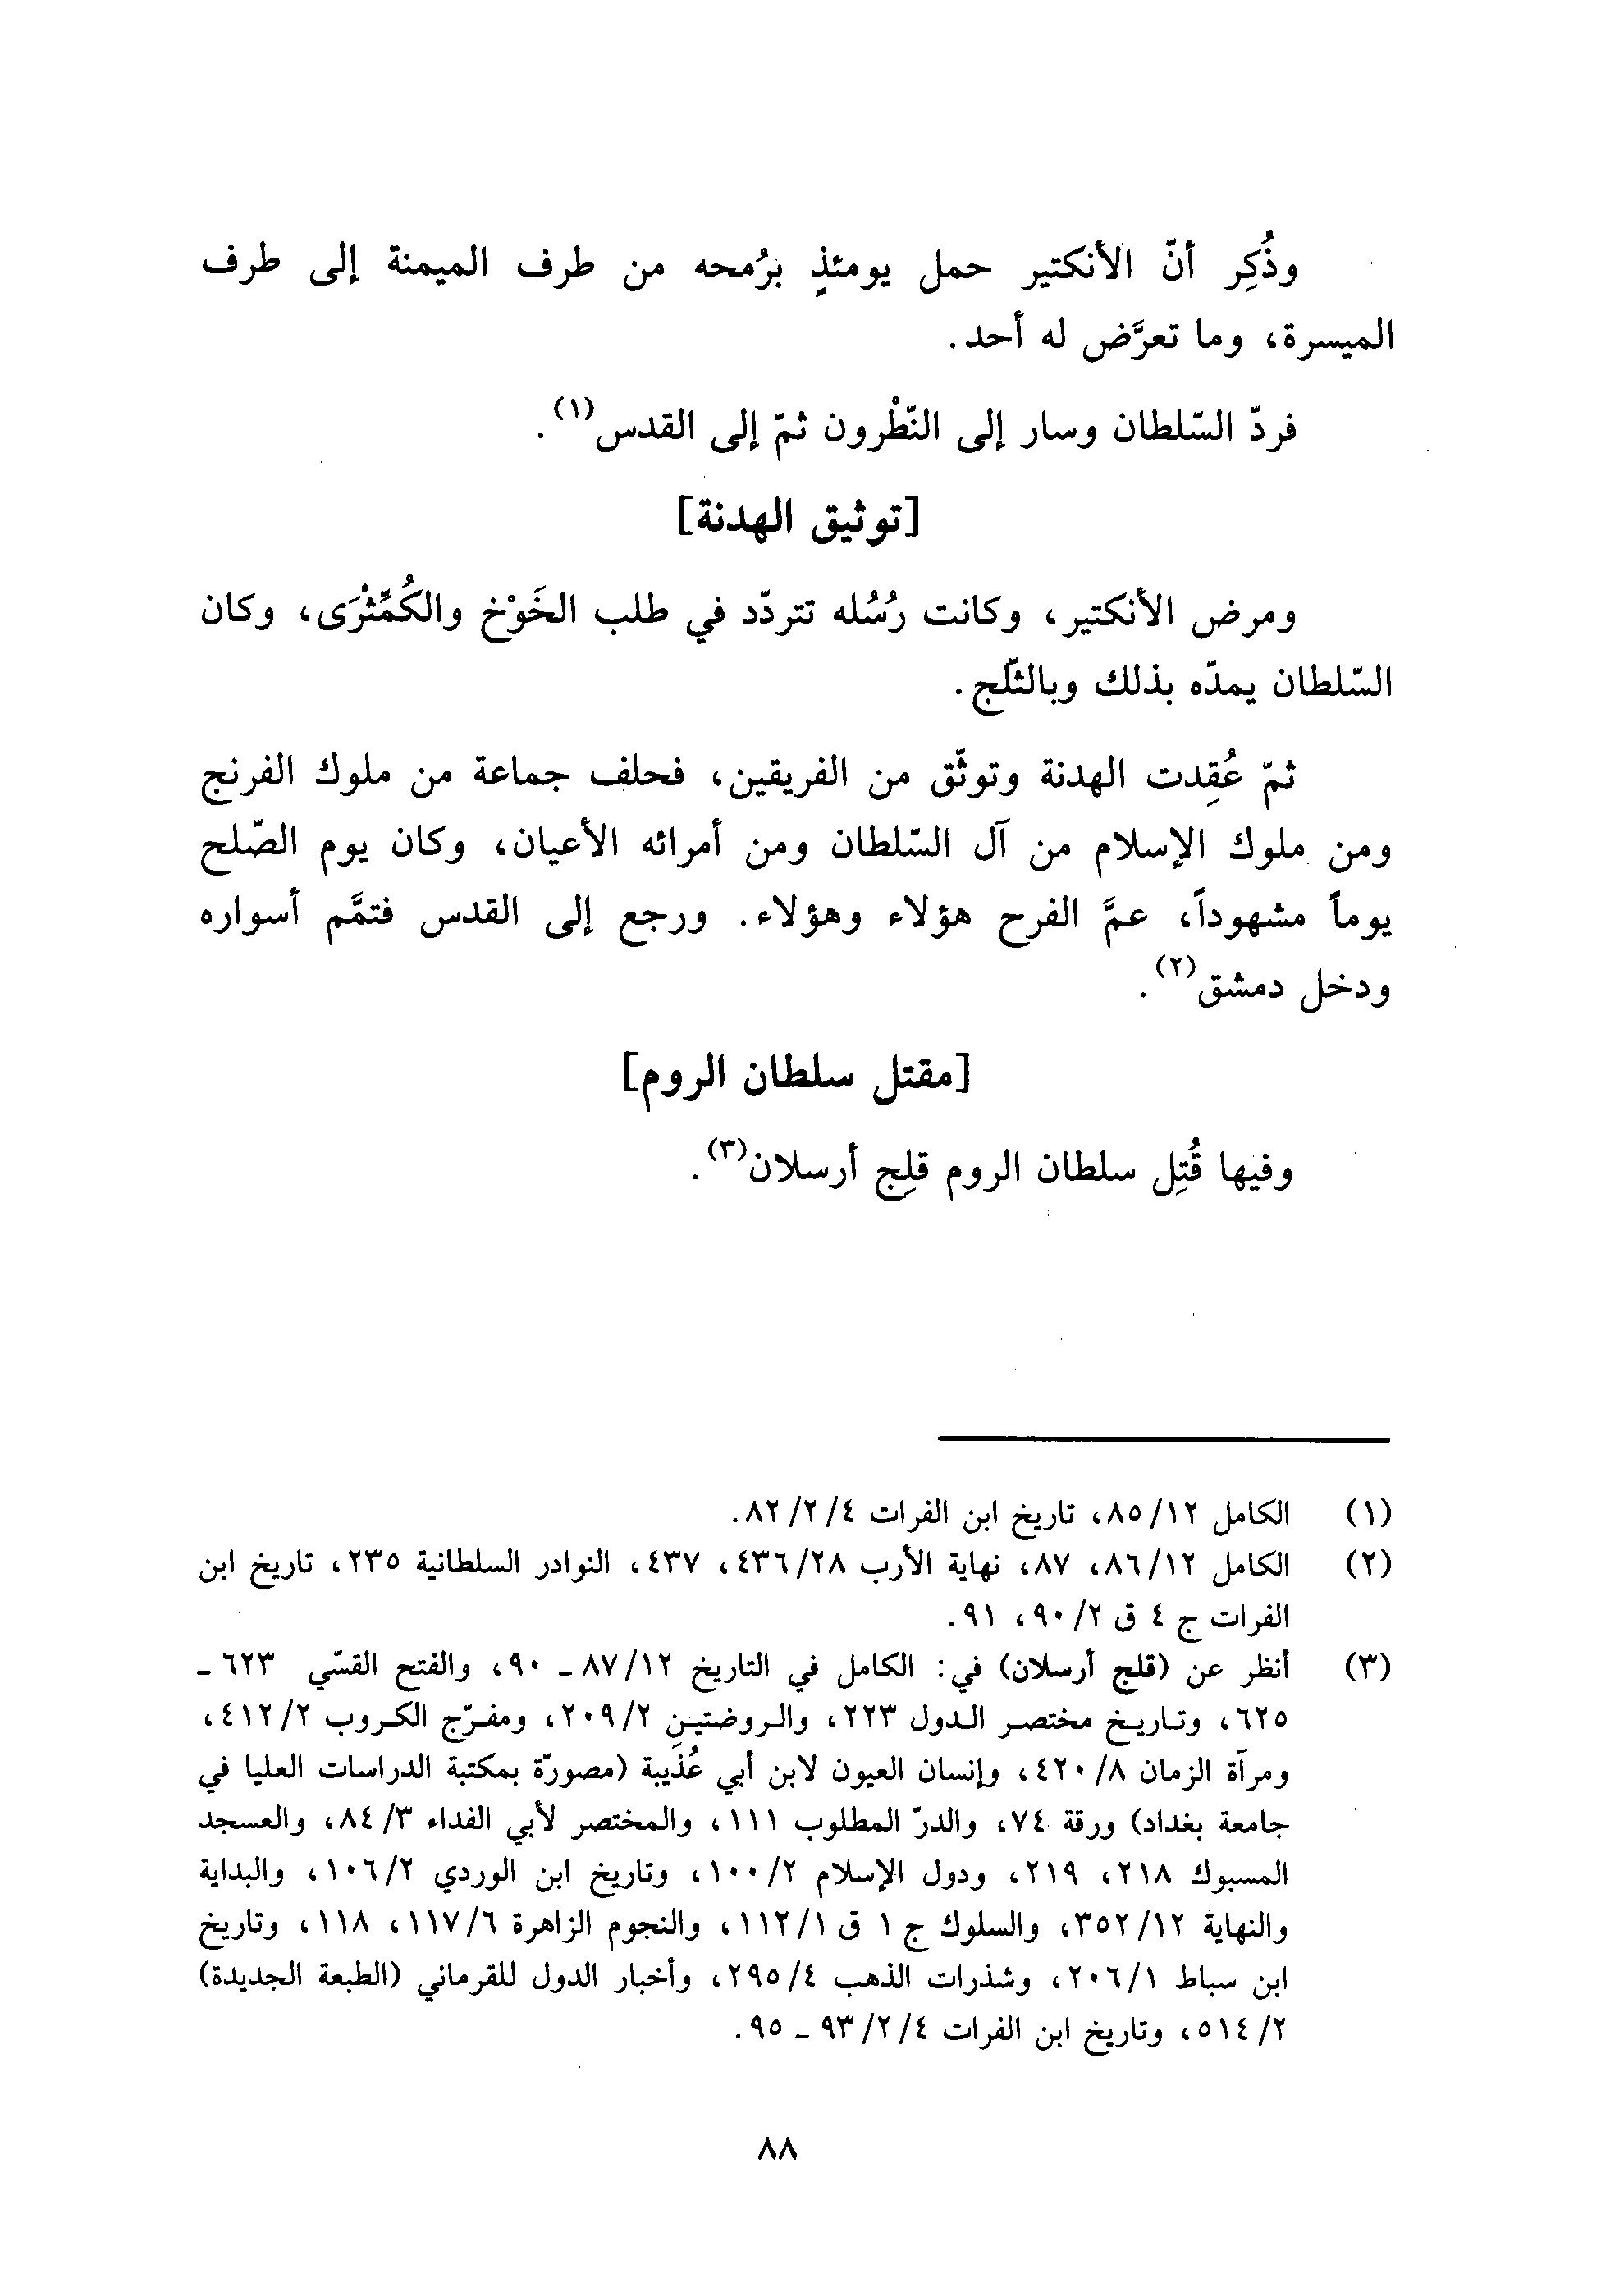 وذُكِر أنّ الأنكتير حمل يومئذٍ برُمحه من طرف الميمنة إلى طرف
الميسرة، وما تعرَّض له أحد.
فردّ السّلطان وسار إلى النّطْرون ثمّ إلى القدس(١).
[توثيق الهدنة]
ومرض الأنكتير، وكانت رُسُله تتردّد في طلب الخَوْخ والكُمِّثْرَى، وكان
السّلطان يمدّه بذلك وبالثّلج.
ثمّ عُقِدت الهدنة وتوثّق من الفريقين، فحلف جماعة من ملوك الفرنج
ومن ملوك الإسلام من آل السّلطان ومن أمرائه الأعيان، وكان يوم الصّلح
يوماً مشهوداً، عمَّ الفرح هؤلاء وهؤلاء. ورجع إلى القدس فتمَّم أسواره
ودخل دمشق(٢).
[مقتل سلطان الروم]
وفيها قُتِل سلطان الروم قلِج أرسلان(٣).
(١) الكامل ٨٥/١٢، تاريخ ابن الفرات ٨٢/٢/٤.
(٢) الكامل ٨٦/١٢، ٨٧، نهاية الأرب ٤٣٦/٢٨، ٤٣٧، النوادر السلطانية ٢٣٥، تاريخ ابن
الفرات ج ٤ ق ٩٠/٢، ٩١.
(٣) أنظر عن (قلج أرسلان) في: الكامل في التاريخ ٨٧/١٢ ـ ٩٠، والفتح القسّي ٦٢٣ ـ
٦٢٥، وتاريخ مختصر الدول ٢٢٣، والروضتين ٢٠٩/٢، ومفرّج الكروب ٤١٢/٢،
ومرآة الزمان ٤٢٠/٨، وإنسان العيون لابن أبي عُذَيبة (مصورّة بمكتبة الدراسات العليا في
جامعة بغداد) ورقة ٧٤، والدرّ المطلوب ١١١، والمختصر لأبي الفداء ٨٤/٣، والعسجد
المسبوك ٢١٨، ٢١٩، ودول الإسلام ١٠٠/٢، وتاريخ ابن الوردي ١٠٦/٢، والبداية
والنهاية ٣٥٢/١٢، والسلوك ج ١ ق ١١٢/١، والنجوم الزاهرة ١١٧/٦، ١١٨، وتاريخ
ابن سباط ٢٠٦/١، وشذرات الذهب ٢٩٥/٤، وأخبار الدول للقرماني (الطبعة الجديدة)
٥١٤/٢، وتاريخ ابن الفرات ٩٣/٢/٤ ـ ٩٥.
٨٨